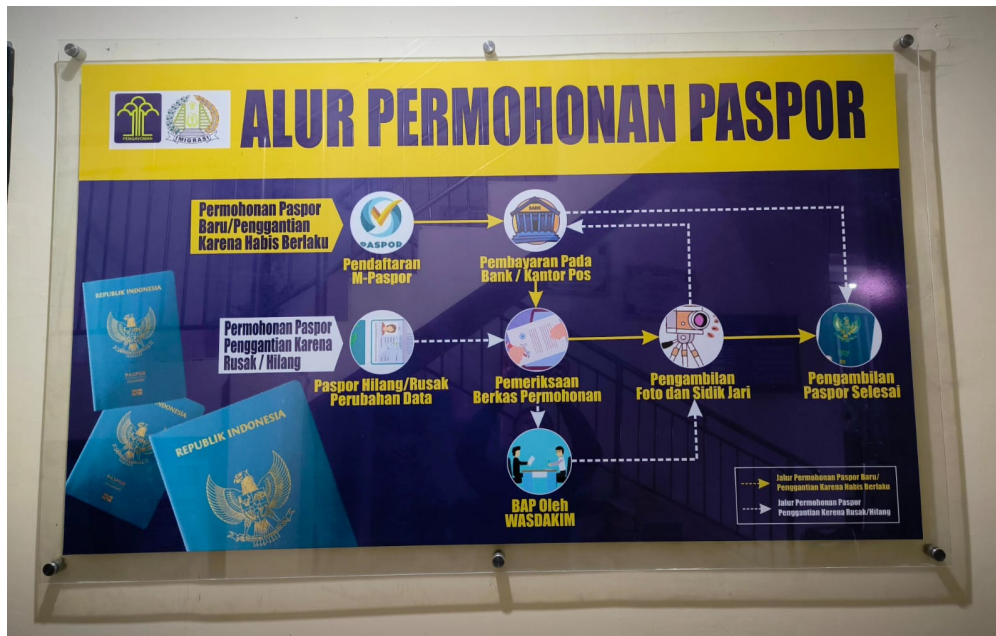 PENGAYOMAN
IMIGRASI
ALUR PERMOHONAN PASPOR
Permohonan Paspor
Baru/Penggantian
Karena Habis Berlaku
PASPOR
Pendaftaran
M-Paspor
BANK
Pembayaran Pada
Bank / Kantor Pos
Permohonan Paspor
Penggantian Karena
Rusak / Hilang
Paspor Hilang/Rusak
Perubahan Data
Pemeriksaan
Berkas Permohonan
Pengambilan
Foto dan Sidik Jari
Pengambilan
Paspor Selesai
BAP Oleh
WASDAKIM
REPUBLIK INDONESIA
PASPOR
REPUBLIK INDONESIA
Jalur Permohonan Paspor Baru/
Penggantian Karena Habis Berlaku
Jalur Permohonan Paspor
Penggantian Kerena Rusak/Hilang